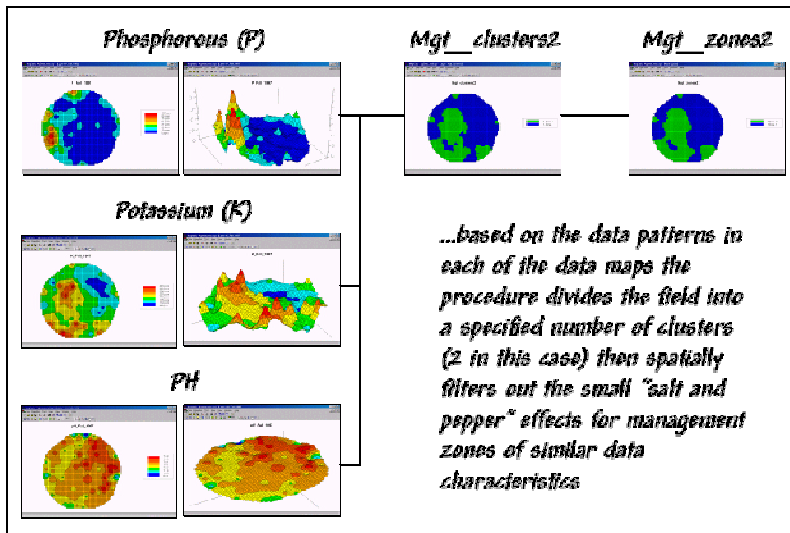 Phosphorous (P)
Mgt__clusters2
Mgt__zones2
Potassium (K)
PH
...based on the data patterns in
each of the data maps the
procedure divides the field into
a specified number of clusters
(2 in this case) then spatially
filters out the small "salt and
pepper" effects for management
zones of similar data
characteristics